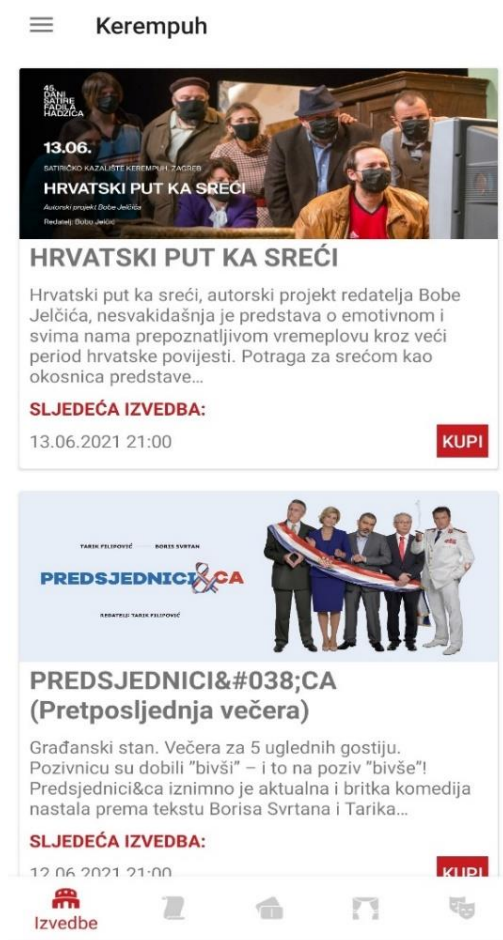 Kerempuh
45.
DANI
SATIRE
FADILA
HADŽIĆA
13.06.
SATIRIČKO KAZALIŠTE KEREMPUH, ZAGREB
HRVATSKI PUT KA SREĆI
Autorski projekt Bobe Jelčića
Redatelj: Bobo Jelčić
HRVATSKI PUT KA SREĆI
Hrvatski put ka sreći, autorski projekt redatelja Bobe
Jelčića, nesvakidašnja je predstava o emotivnom i
svima nama prepoznatljivom vremeplovu kroz veći
period hrvatske povijesti. Potraga za srećom kao
okosnica predstave...
SLJEDEĆA IZVEDBA:
13.06.2021 21:00
KUPI
TARIK FILIPOVIĆ BORIS SVRTAN
PREDSJEDNICI&CA
REDATELJ TARIK FILIPOVIĆ
PREDSJEDNICI&#038;CA
(Pretposljednja večera)
Građanski stan. Večera za 5 uglednih gostiju.
Pozivnicu su dobili ”bivši” – i to na poziv ”bivše”!
Predsjednici&ca iznimno je aktualna i britka komedija
nastala prema tekstu Borisa Svrtana i Tarika...
SLJEDEĆA IZVEDBA:
12.06.2021 21:00
KUPI
Izvedbe